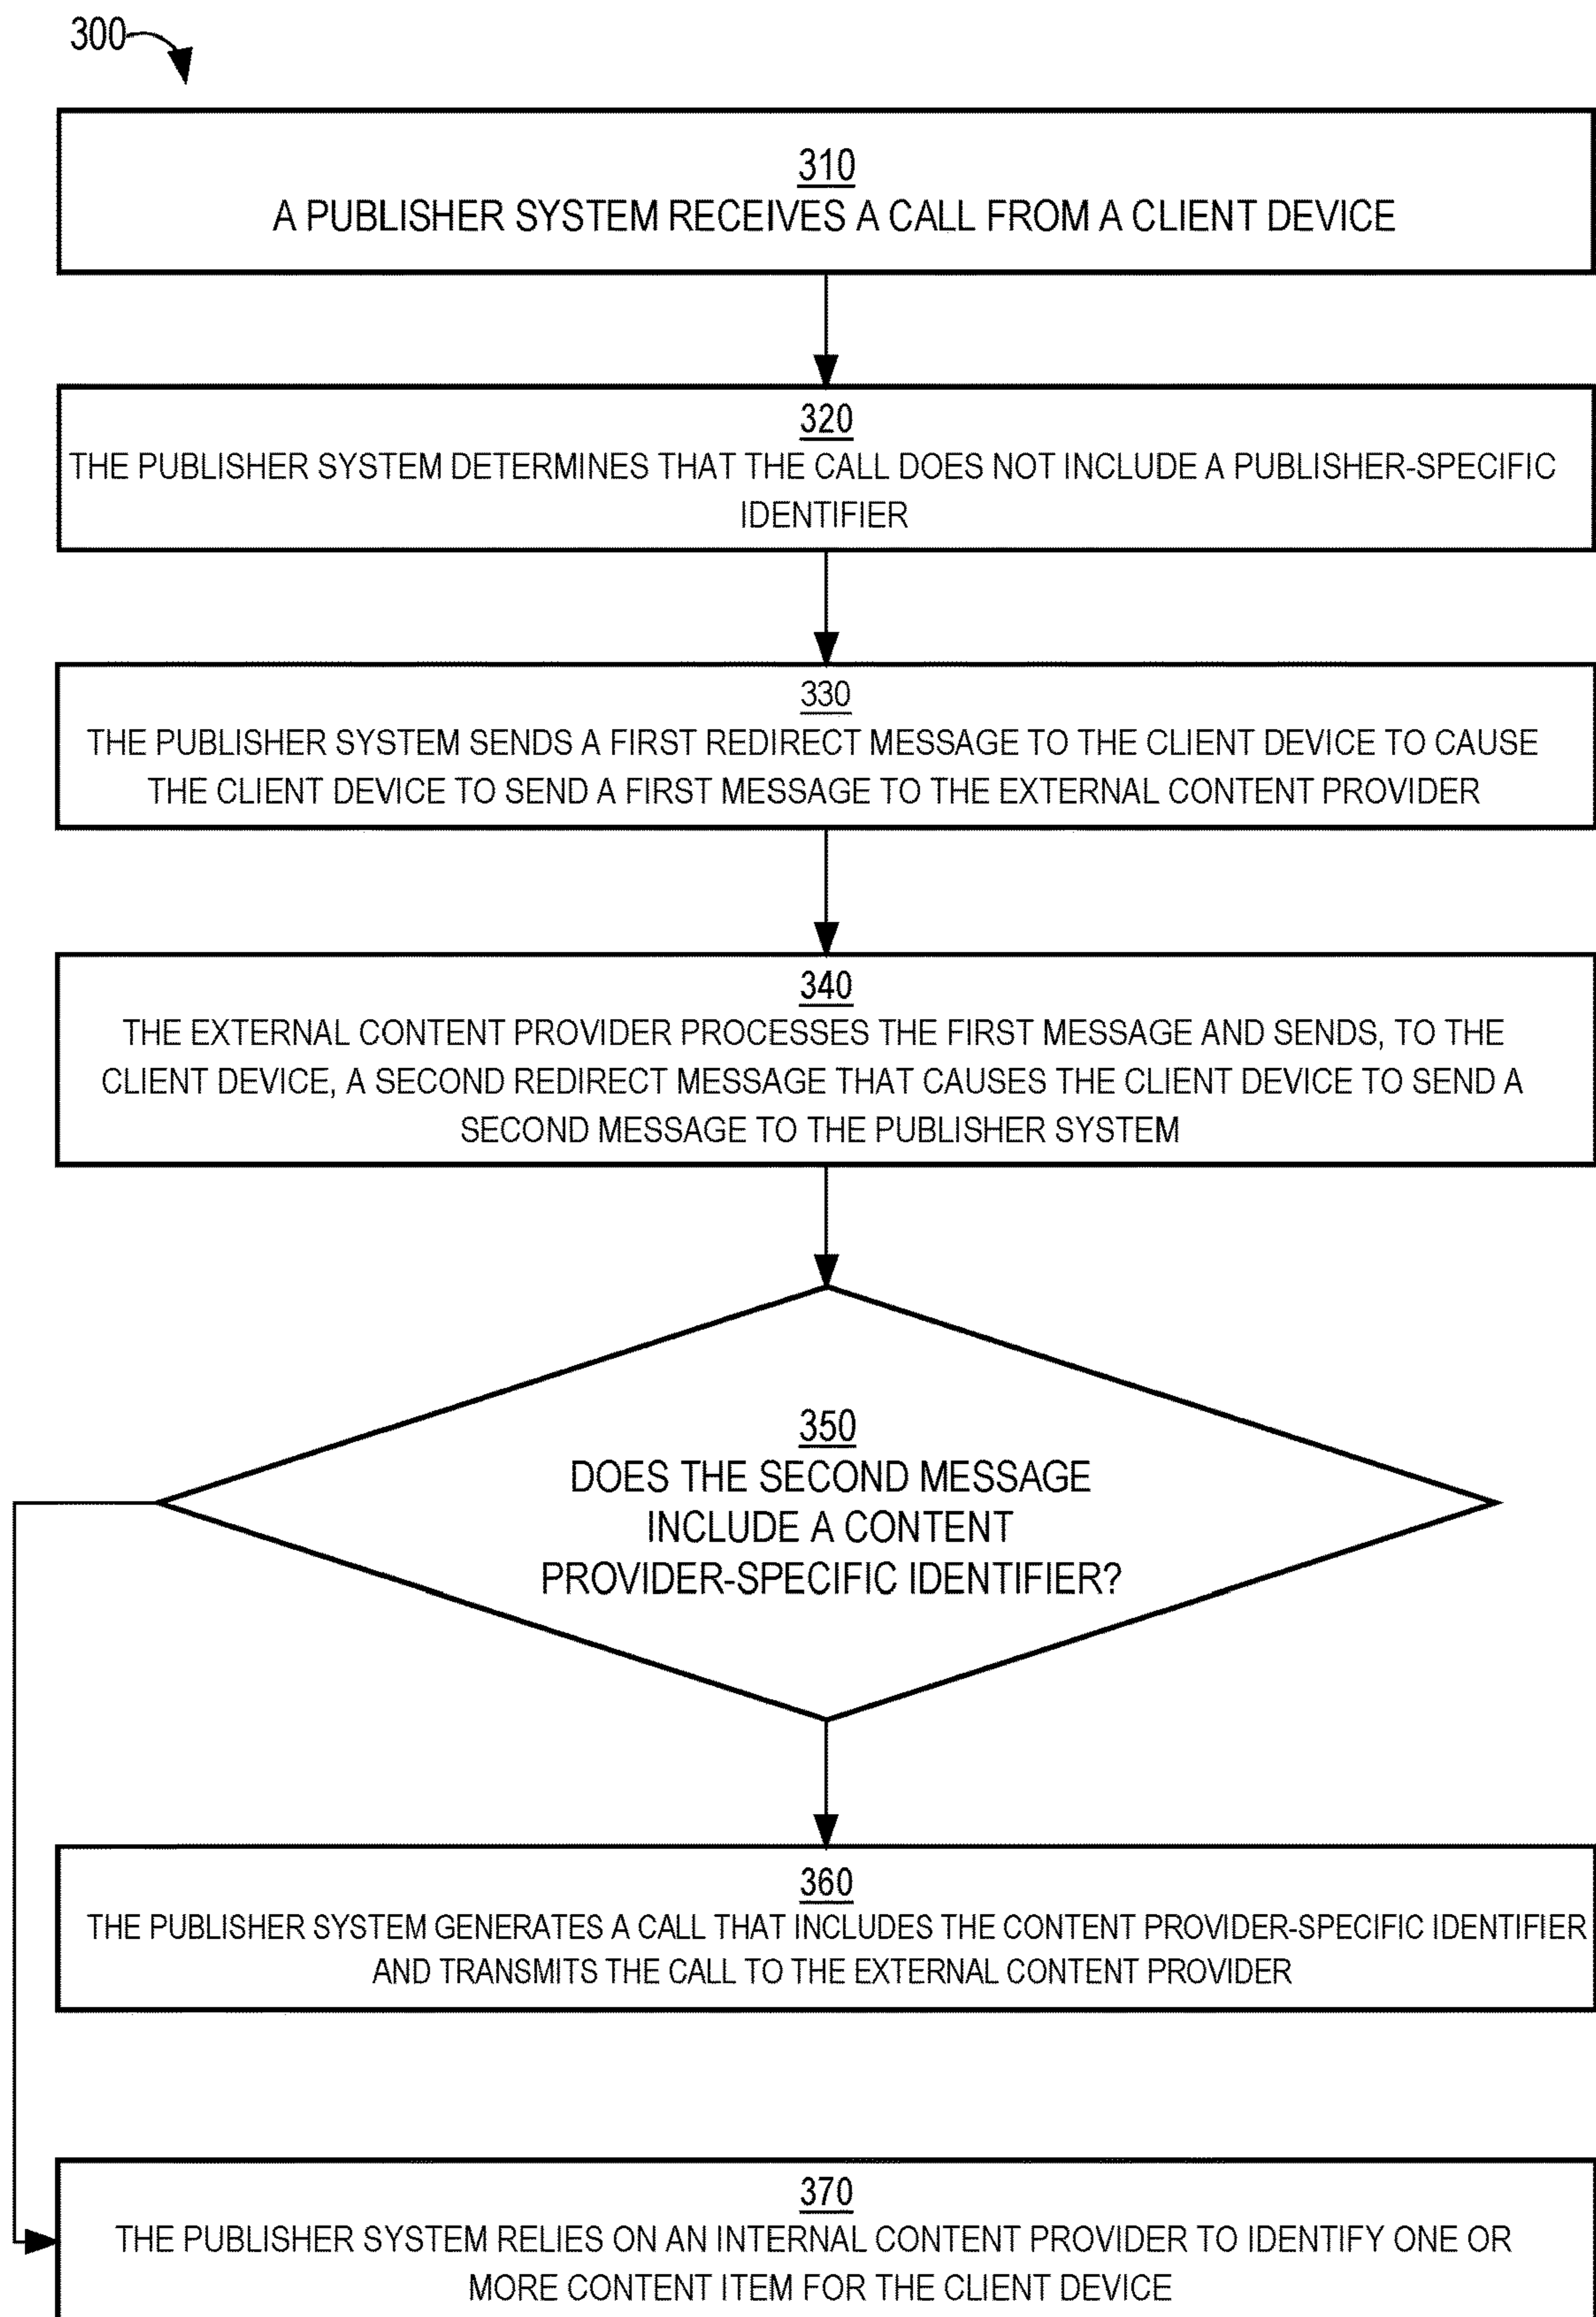 300
310
A PUBLISHER SYSTEM RECEIVES A CALL FROM A CLIENT DEVICE
320
THE PUBLISHER SYSTEM DETERMINES THAT THE CALL DOES NOT INCLUDE A PUBLISHER-SPECIFIC
IDENTIFIER
330
THE PUBLISHER SYSTEM SENDS A FIRST REDIRECT MESSAGE TO THE CLIENT DEVICE TO CAUSE
THE CLIENT DEVICE TO SEND A FIRST MESSAGE TO THE EXTERNAL CONTENT PROVIDER
340
THE EXTERNAL CONTENT PROVIDER PROCESSES THE FIRST MESSAGE AND SENDS, TO THE
CLIENT DEVICE, A SECOND REDIRECT MESSAGE THAT CAUSES THE CLIENT DEVICE TO SEND A
SECOND MESSAGE TO THE PUBLISHER SYSTEM
350
DOES THE SECOND MESSAGE
INCLUDE A CONTENT
PROVIDER-SPECIFIC IDENTIFIER?
360
THE PUBLISHER SYSTEM GENERATES A CALL THAT INCLUDES THE CONTENT PROVIDER-SPECIFIC IDENTIFIER
AND TRANSMITS THE CALL TO THE EXTERNAL CONTENT PROVIDER
370
THE PUBLISHER SYSTEM RELIES ON AN INTERNAL CONTENT PROVIDER TO IDENTIFY ONE OR
MORE CONTENT ITEM FOR THE CLIENT DEVICE